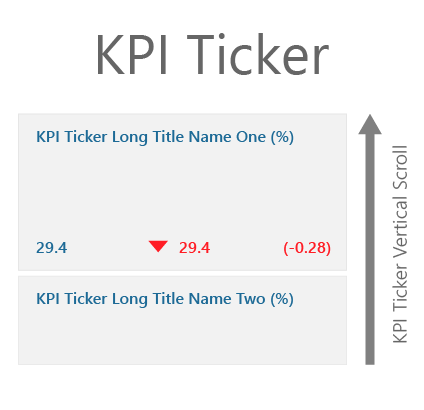 KPI Ticker
KPI Ticker Long Title Name One (%)
29.4 29.4 (-0.28)
KPI Ticker Long Title Name Two (%)
KPI Ticker Vertical Scroll